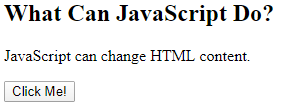 What Can JavaScript Do?
JavaScript can change HTML content.
Click Me!